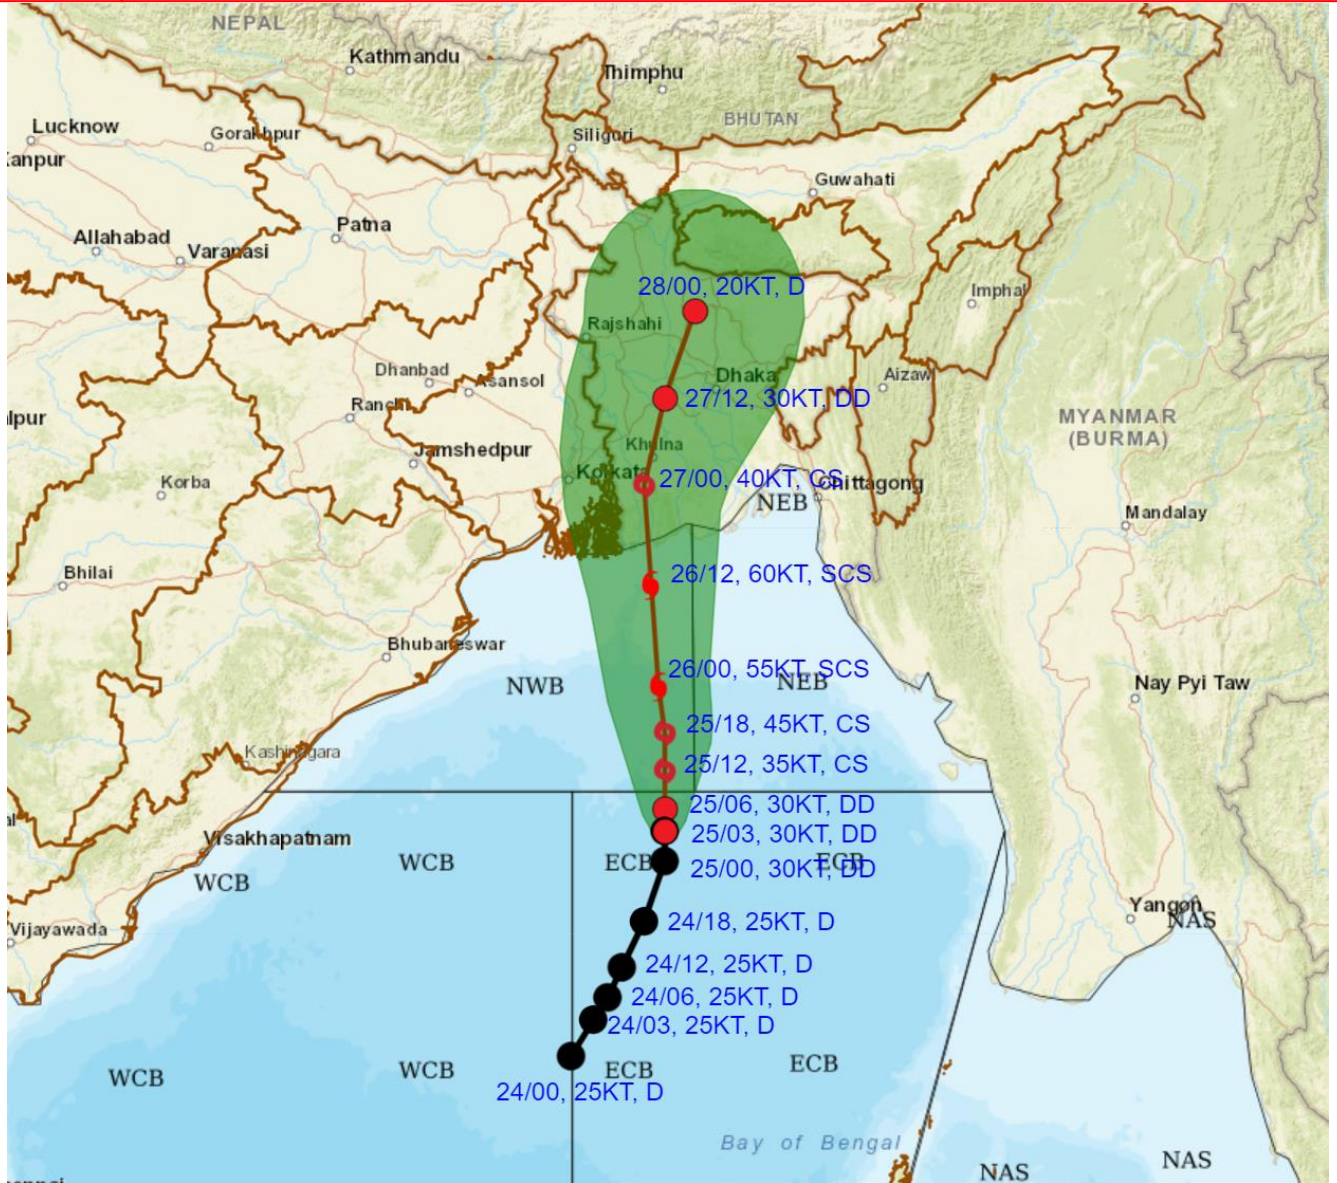 NEPAL
Kathmandu
Thimphu
BHUTAN
Lucknow
Gorakhpur
Siliguri
Kanpur
Guwahati
Patna
Allahabad
Varanasi
28/00, 20KT, D
Imphal
Rajshahi
Dhanbad
Asansol
Dhaka
Aizaw
27/12, 30KT, DD
Ranchi
MYANMAR
(BURMA)
Khulna
Jamshedpur
Kolkata
27/00, 40KT, CS
Korba
Chittagong
NEB
Mandalay
Bhilai
26/12, 60KT, SCS
Bhubaneswar
26/00, 55KT, SCS
NWB
NEB
Nay Pyi Taw
25/18, 45KT, CS
Kashinagara
25/12, 35KT, CS
25/06, 30KT, DD
25/03, 30KT, DD
Visakhapatnam
WCB
ECB
ECB
25/00, 30KT, DD
WCB
Yangon
NAS
24/18, 25KT, D
Vijayawada
24/12, 25KT, D
24/06, 25KT, D
24/03, 25KT, D
WCB
WCB
ECB
ECB
24/00, 25KT, D
Bay of Bengal
NAS
NAS